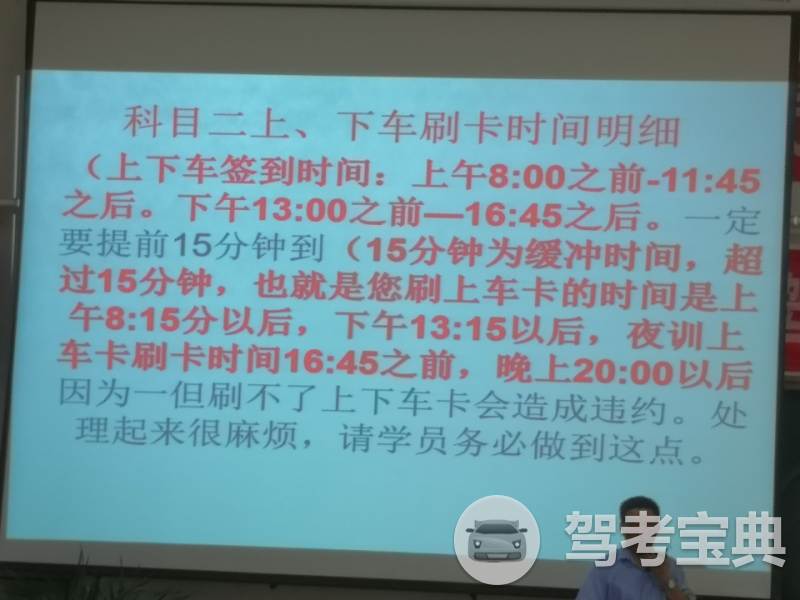 科目二上、下车刷卡时间明细
（上下车签到时间：上午8:00之前-11:45
之后。下午13:00之前—16:45之后。一定
要提前15分钟到（15分钟为缓冲时间，超
过15分钟，也就是您刷上车卡的时间是上
午8:15分以后，下午13:15以后，夜训上
车卡刷卡时间16:45之前，晚上20:00以后
因为一但刷不了上下车卡会造成违约。处
理起来很麻烦，请学员务必做到这点。
驾考宝典